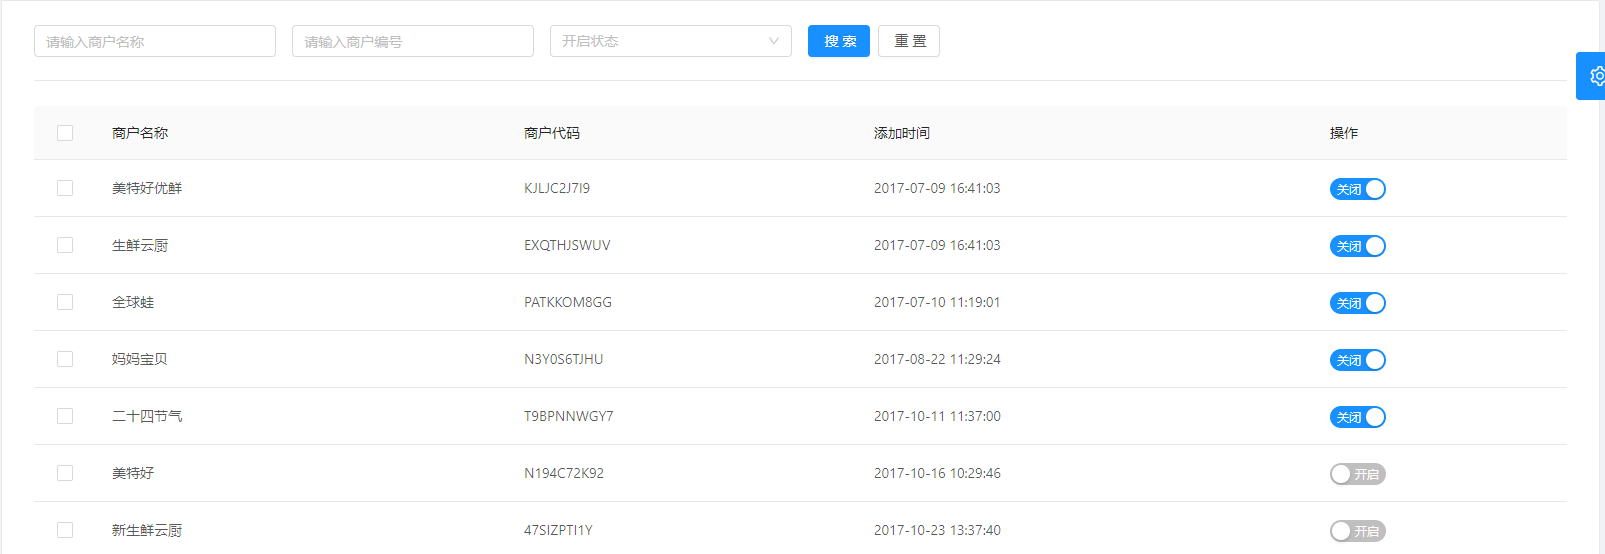 请输入商户名称 请输入商户编号 开启状态 搜 索 重 置
商户名称 商户代码 添加时间 操作
美特好优鲜 KJLJC2J7I9 2017-07-09 16:41:03 关闭
生鲜云厨 EXQTHJSWUV 2017-07-09 16:41:03 关闭
全球蛙 PATKKOM8GG 2017-07-10 11:19:01 关闭
妈妈宝贝 N3Y0S6TJHU 2017-08-22 11:29:24 关闭
二十四节气 T9BPNNWGY7 2017-10-11 11:37:00 关闭
美特好 N194C72K92 2017-10-16 10:29:46 开启
新生鲜云厨 47SIZPTI1Y 2017-10-23 13:37:40 开启